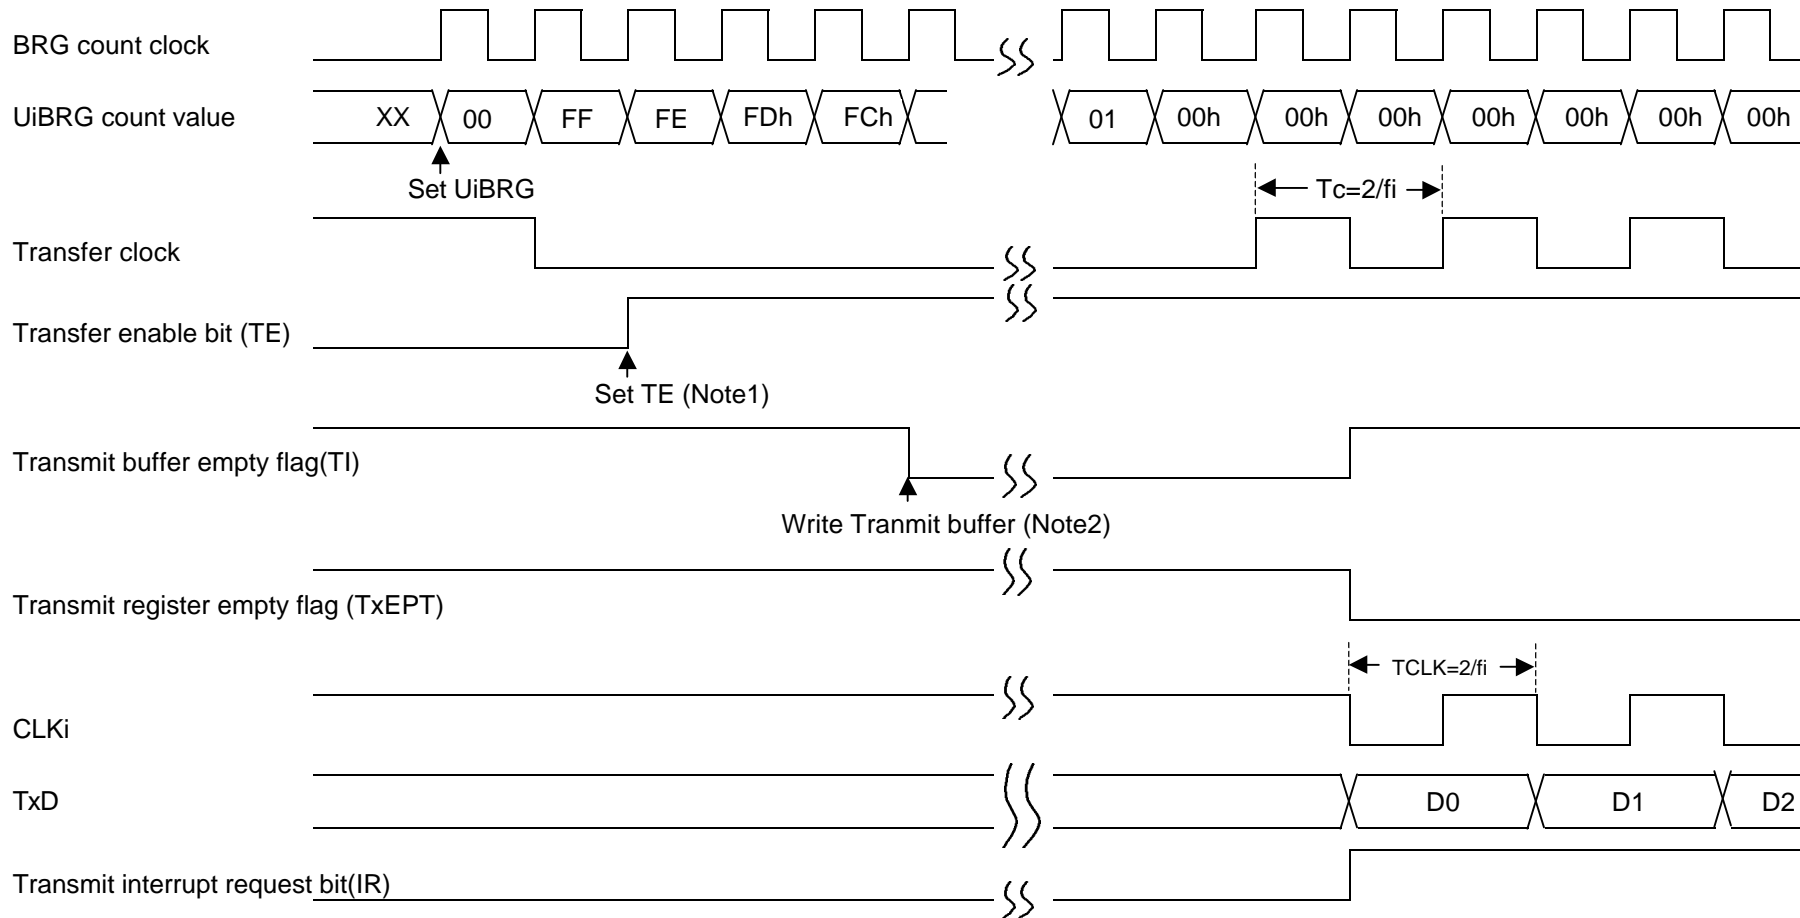 BRG count clock
UiBRG count value XX 00 FF FE FDh FCh 01 00h 00h 00h 00h 00h 00h 00h
Set UiBRG
Tc=2/fi
Transfer clock
Transfer enable bit (TE)
Set TE (Note1)
Transmit buffer empty flag(TI)
Write Tranmit buffer (Note2)
Transmit register empty flag (TxEPT)
TCLK=2/fi
CLKi
TxD D0 D1 D2
Transmit interrupt request bit(IR)